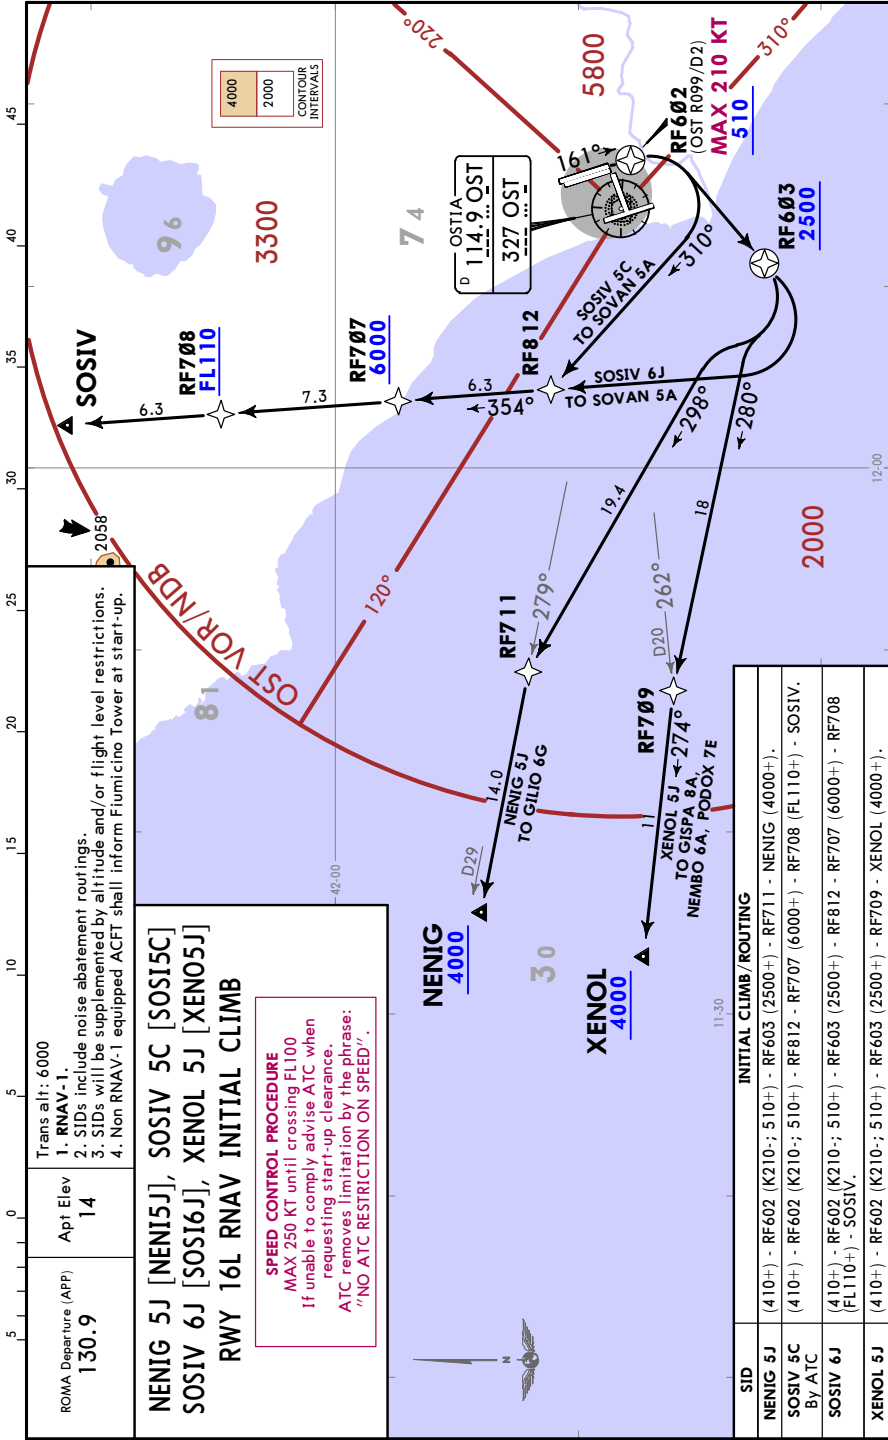 ROMA Departure (APP)
130.9
Apt Elev
14
Trans alt: 6000
1. RNAV-1.
2. SIDs include noise abatement routings.
3. SIDs will be supplemented by altitude and/or flight level restrictions.
4. Non RNAV-1 equipped ACFT shall inform Fiumicino Tower at start-up.
NENIG 5J [NENI5J], SOSIV 5C [SOSI5C]
SOSIV 6J [SOSI6J], XENOL 5J [XENO5J]
RWY 16L RNAV INITIAL CLIMB
SPEED CONTROL PROCEDURE
MAX 250 KT until crossing FL100
If unable to comply advise ATC when
requesting start-up clearance.
ATC removes limitation by the phrase:
"NO ATC RESTRICTION ON SPEED".
5
0
5
10
15
20
25
30
35
40
45
CONTOUR
INTERVALS
4000
2000
2058'
SOSIV
6.3
RF7Ø8
FL110
7.3
RF7Ø7
6000
6.3
354°
RF812
96
3300
74
81
30
5800
2000
D
OSTIA
114.9 OST
327 OST
161°
RF6Ø2
(OST R099/D2)
MAX 210 KT
510
RF6Ø3
2500
220°
310°
120°
OST VOR/NDB
310°
SOSIV 5C
TO SOVAN 5A
SOSIV 6J
TO SOVAN 5A
298°
280°
19.4
18
279°
RF711
D20
262°
RF7Ø9
274°
14.0
NENIG 5J
TO GILIO 6G
D29
NENIG
4000
11
XENOL 5J
TO GISPA 8A,
NEMBO 6A, PODOX 7E
XENOL
4000
42-00
11-30
12-00
N
SID
INITIAL CLIMB/ROUTING
NENIG 5J
(410+) - RF602 (K210-; 510+) - RF603 (2500+) - RF711 - NENIG (4000+).
SOSIV 5C
By ATC
(410+) - RF602 (K210-; 510+) - RF812 - RF707 (6000+) - RF708 (FL110+) - SOSIV.
SOSIV 6J
(410+) - RF602 (K210-; 510+) - RF603 (2500+) - RF812 - RF707 (6000+) - RF708
(FL110+) - SOSIV.
XENOL 5J
(410+) - RF602 (K210-; 510+) - RF603 (2500+) - RF709 - XENOL (4000+).